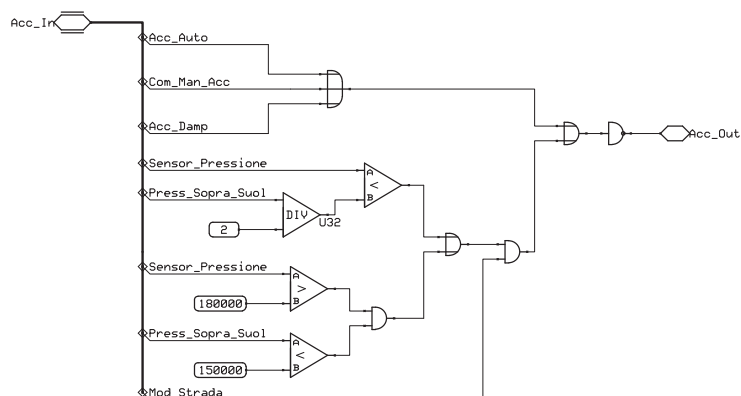 Acc_In
Acc_Auto
Com_Man_Acc
Acc_Damp
Acc_Out
Sensor_Pressione
A
<
B
Press_Sopra_Suol
DIV
U32
2
Sensor_Pressione
A
>
B
180000
Press_Sopra_Suol
A
<
B
150000
Mod_Strada